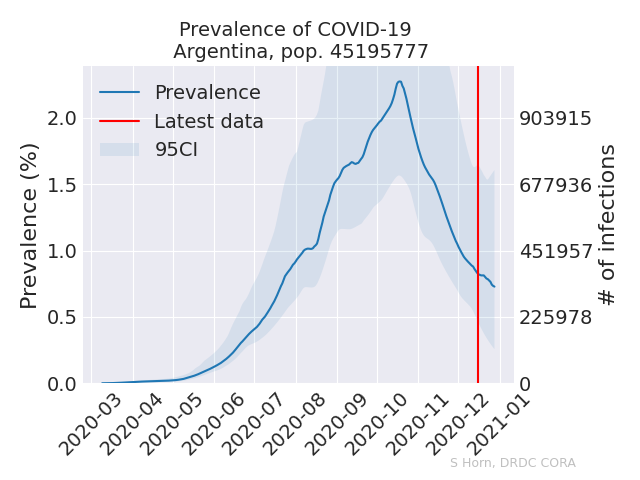 Prevalence of COVID-19
Argentina, pop. 45195777
Prevalence
Latest data
95CI
Prevalence (%)
2.0
1.5
1.0
0.5
0.0
903915
677936
451957
225978
0
# of infections
2020-03
2020-04
2020-05
2020-06
2020-07
2020-08
2020-09
2020-10
2020-11
2020-12
2021-01
S Horn, DRDC CORA